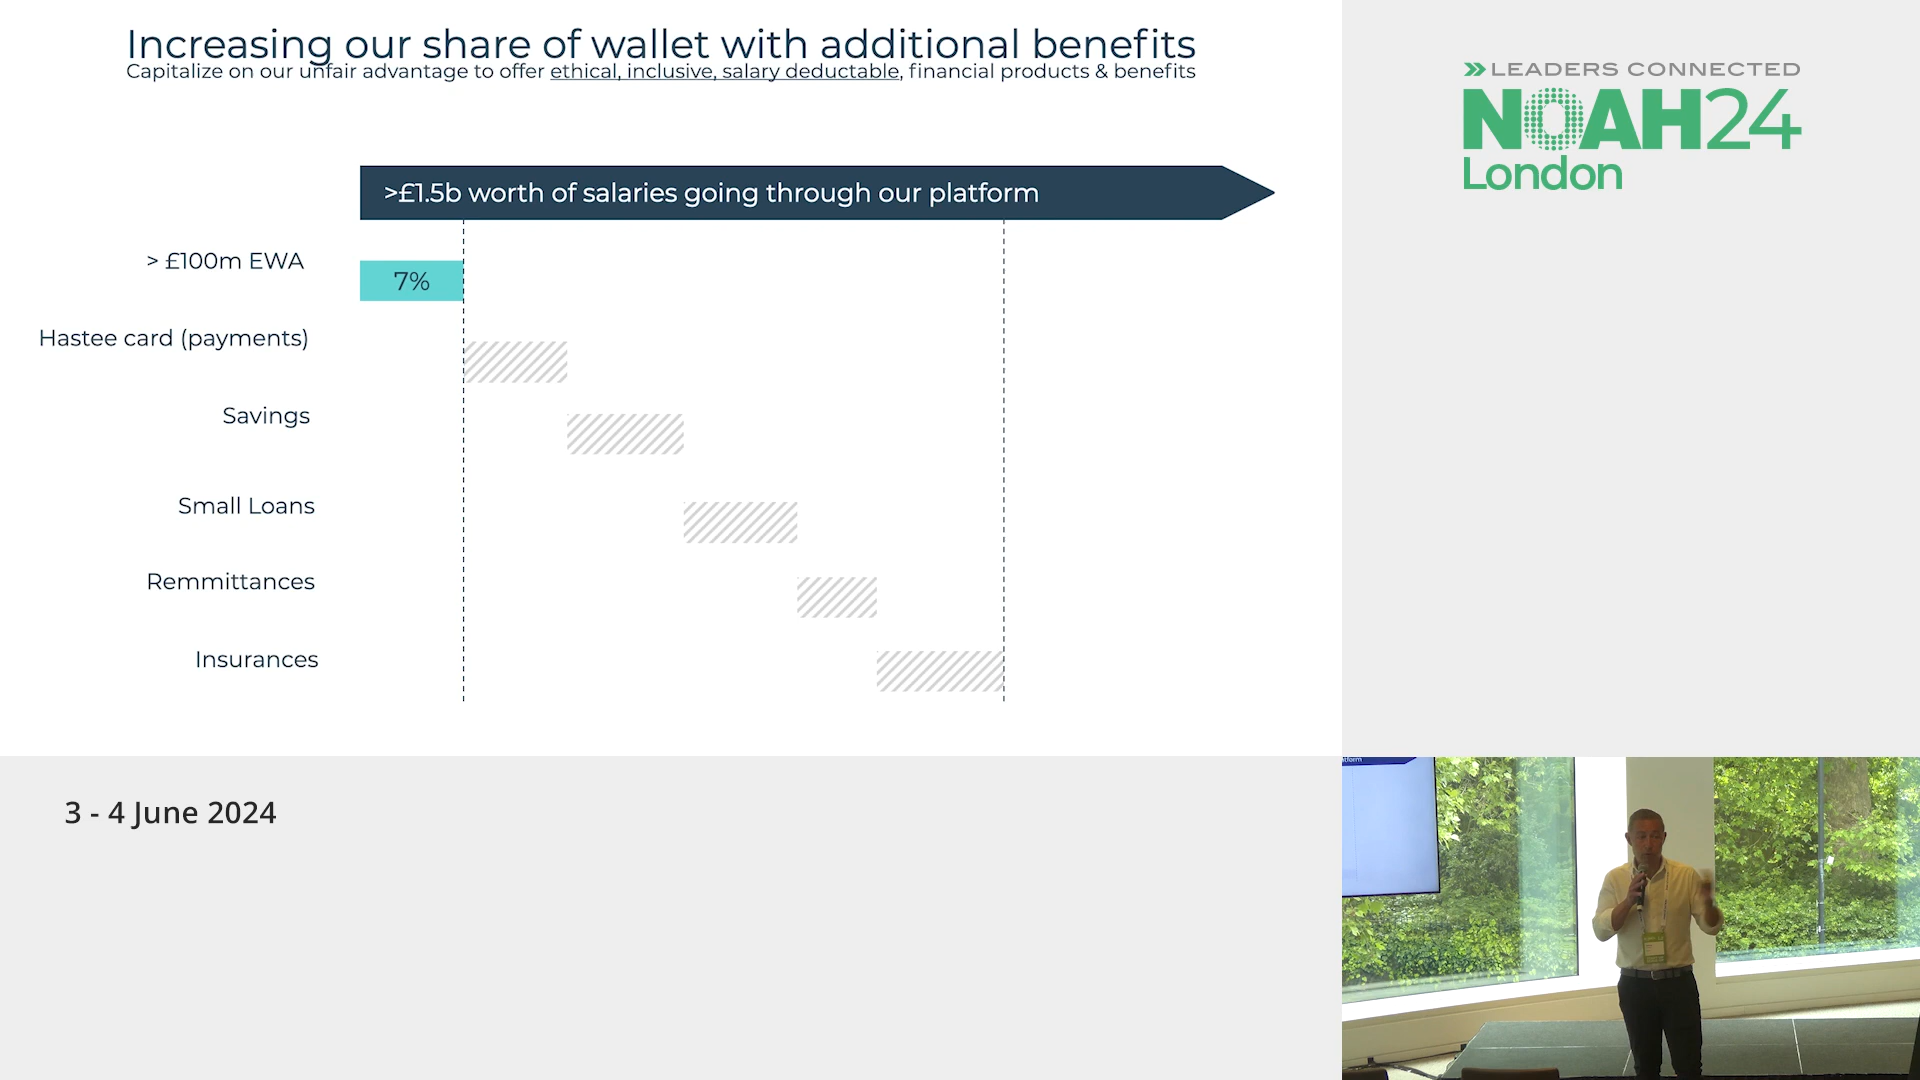 Increasing our share of wallet with additional benefits
Capitalize on our unfair advantage to offer ethical, inclusive, salary deductable, financial products & benefits
>£1.5b worth of salaries going through our platform
> £100m EWA
7%
Hastee card (payments)
Savings
Small Loans
Remmittances
Insurances
LEADERS CONNECTED
NOAH24
London
3 - 4 June 2024